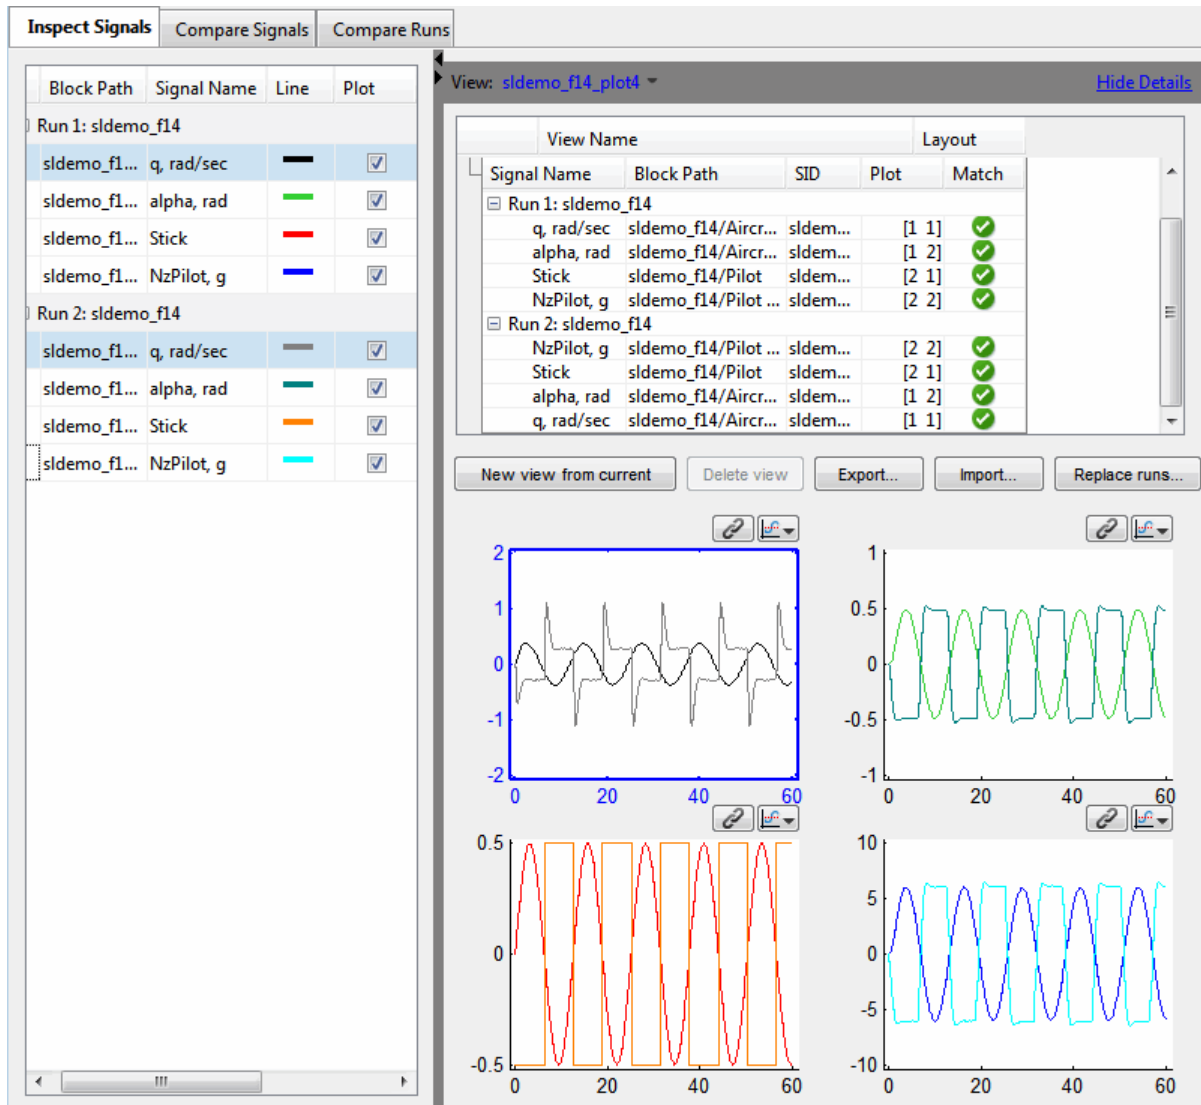 Inspect Signals Compare Signals Compare Runs
Block Path Signal Name Line Plot
Run 1: sldemo_f14
sldemo_f1... q, rad/sec
sldemo_f1... alpha, rad
sldemo_f1... Stick
sldemo_f1... NzPilot, g
Run 2: sldemo_f14
sldemo_f1... q, rad/sec
sldemo_f1... alpha, rad
sldemo_f1... Stick
sldemo_f1... NzPilot, g
View: sldemo_f14_plot4 Hide Details
View Name Layout
Signal Name Block Path SID Plot Match
Run 1: sldemo_f14
q, rad/sec sldemo_f14/Aircr... sldem... [1 1]
alpha, rad sldemo_f14/Aircr... sldem... [1 2]
Stick sldemo_f14/Pilot sldem... [2 1]
NzPilot, g sldemo_f14/Pilot ... sldem... [2 2]
Run 2: sldemo_f14
NzPilot, g sldemo_f14/Pilot ... sldem... [2 2]
Stick sldemo_f14/Pilot sldem... [2 1]
alpha, rad sldemo_f14/Aircr... sldem... [1 2]
q, rad/sec sldemo_f14/Aircr... sldem... [1 1]
New view from current Delete view Export... Import... Replace runs...
2
1
0
-1
-2
0 20 40 60
1
0.5
0
-0.5
-1
0 20 40 60
0.5
0
-0.5
0 20 40 60
10
5
0
-5
-10
0 20 40 60